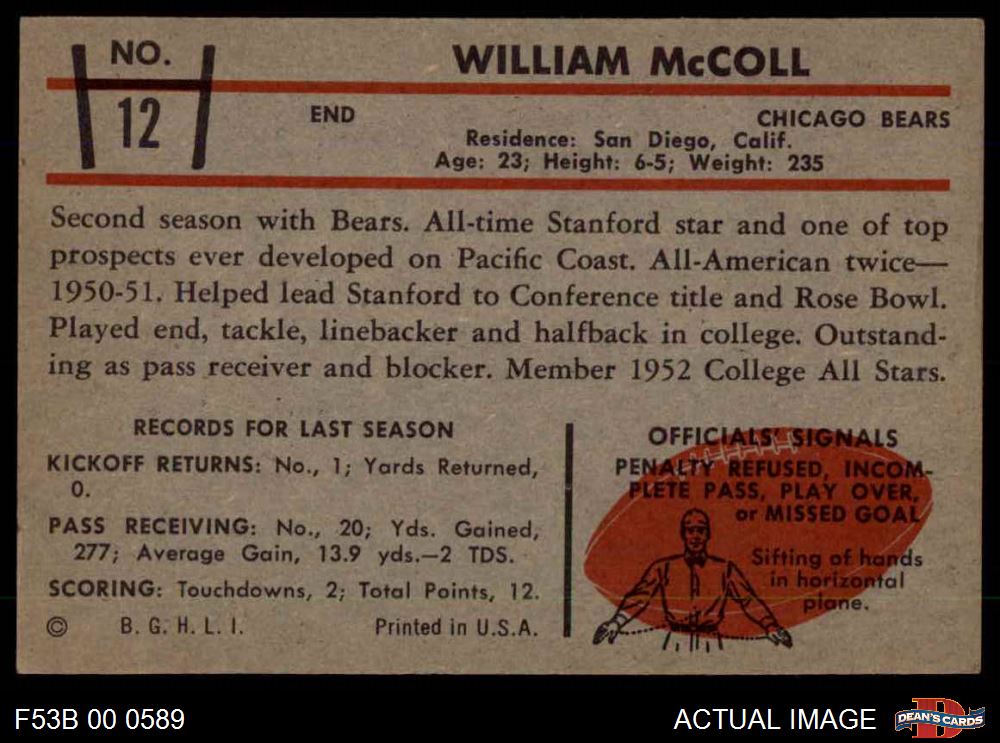 NO.
12
WILLIAM McCOLL
END
CHICAGO BEARS
Residence: San Diego, Calif.
Age: 23; Height: 6-5; Weight: 235
Second season with Bears. All-time Stanford star and one of top
prospects ever developed on Pacific Coast. All-American twice—
1950-51. Helped lead Stanford to Conference title and Rose Bowl.
Played end, tackle, linebacker and halfback in college. Outstand-
ing as pass receiver and blocker. Member 1952 College All Stars.
RECORDS FOR LAST SEASON
KICKOFF RETURNS: No., 1; Yards Returned,
0.
PASS RECEIVING: No., 20; Yds. Gained,
277; Average Gain, 13.9 yds.—2 TDS.
SCORING: Touchdowns, 2; Total Points, 12.
© B. G. H. L. I. Printed in U.S.A.
OFFICIALS' SIGNALS
PENALTY REFUSED, INCOM-
PLETE PASS, PLAY OVER,
or MISSED GOAL
Sifting of hands
in horizontal
plane.
F53B 00 0589
ACTUAL IMAGE
D
DEAN'S CARDS